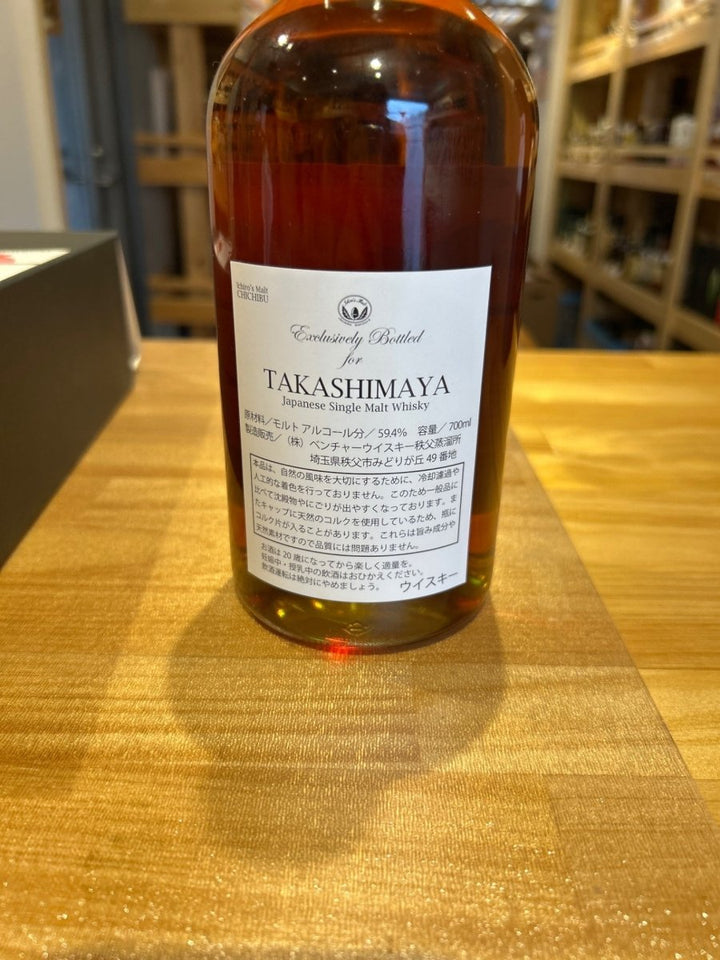 Ichiro's Malt
CHICHIBU
Exclusively Bottled
for
TAKASHIMAYA
Japanese Single Malt Whisky
原材料／モルト アルコール分／59.4% 容量／700ml
製造販売／（株）ベンチャーウイスキー秩父蒸溜所
埼玉県秩父市みどりが丘49番地
本品は、自然の風味を大切にするために、冷却濾過や
人工的な着色を行っておりません。このため一般品に
比べて沈殿物やにごりが出やすくなっております。ま
たキャップに天然のコルクを使用しているため、瓶に
コルク片が入ることがあります。これらは旨み成分や
天然素材ですので品質には問題ありません。
お酒は20歳になってから楽しく適量を。
妊娠中・授乳中の飲酒はおひかえください。
飲酒運転は絶対にやめましょう。
ウイスキー